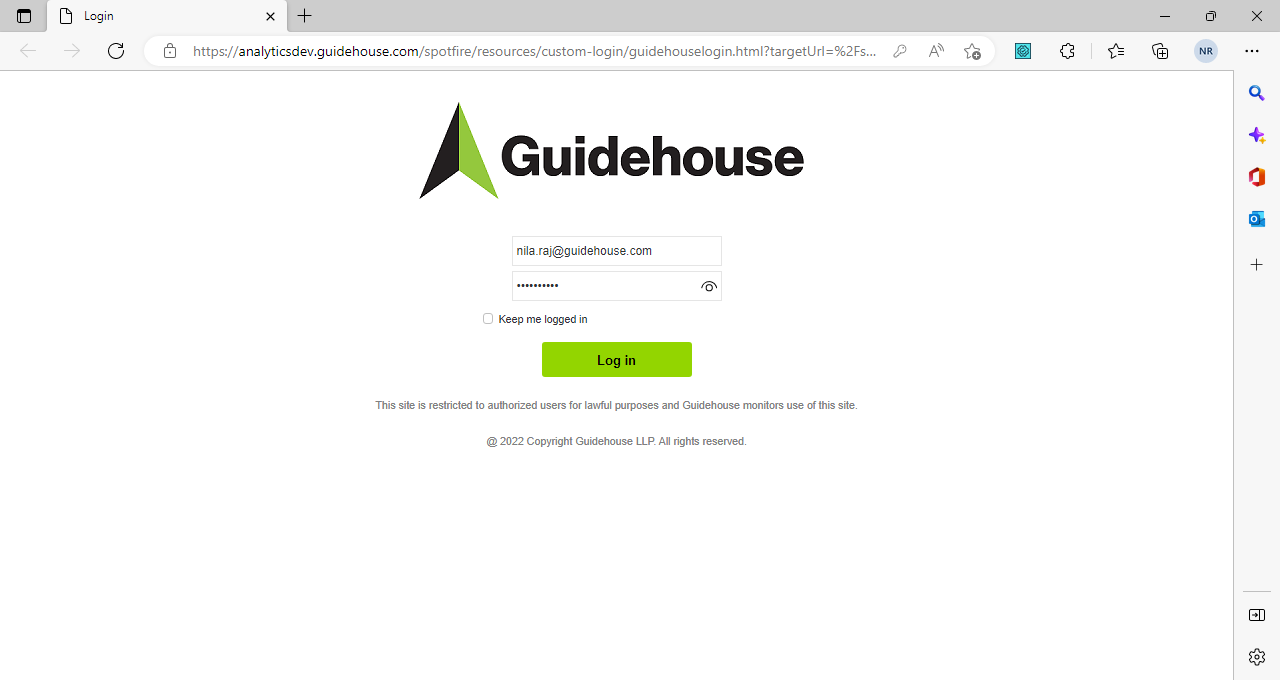 Login
https://analyticsdev.guidehouse.com/spotfire/resources/custom-login/guidehouselogin.html?targetUrl=%2Fs...
NR
Guidehouse
nila.raj@guidehouse.com
••••••••••
Keep me logged in
Log in
This site is restricted to authorized users for lawful purposes and Guidehouse monitors use of this site.
@ 2022 Copyright Guidehouse LLP. All rights reserved.